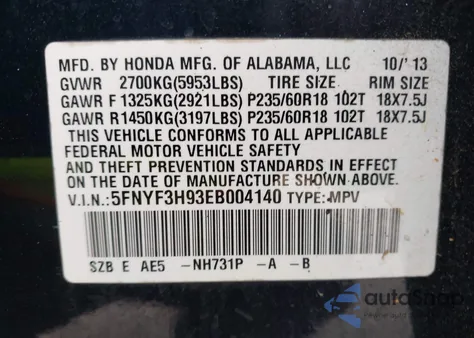 MFD. BY HONDA MFG. OF ALABAMA, LLC 10/'13
GVWR 2700KG(5953LBS) TIRE SIZE RIM SIZE
GAWR F 1325KG(2921LBS) P235/60R18 102T 18X7.5J
GAWR R 1450KG(3197LBS) P235/60R18 102T 18X7.5J
THIS VEHICLE CONFORMS TO ALL APPLICABLE
FEDERAL MOTOR VEHICLE SAFETY
AND THEFT PREVENTION STANDARDS IN EFFECT
ON THE DATE OF MANUFACTURE SHOWN ABOVE.
V.I.N.:5FNYF3H93EB004140 TYPE:MPV
SZB E AE5 -NH731P -A -B
autoSnap